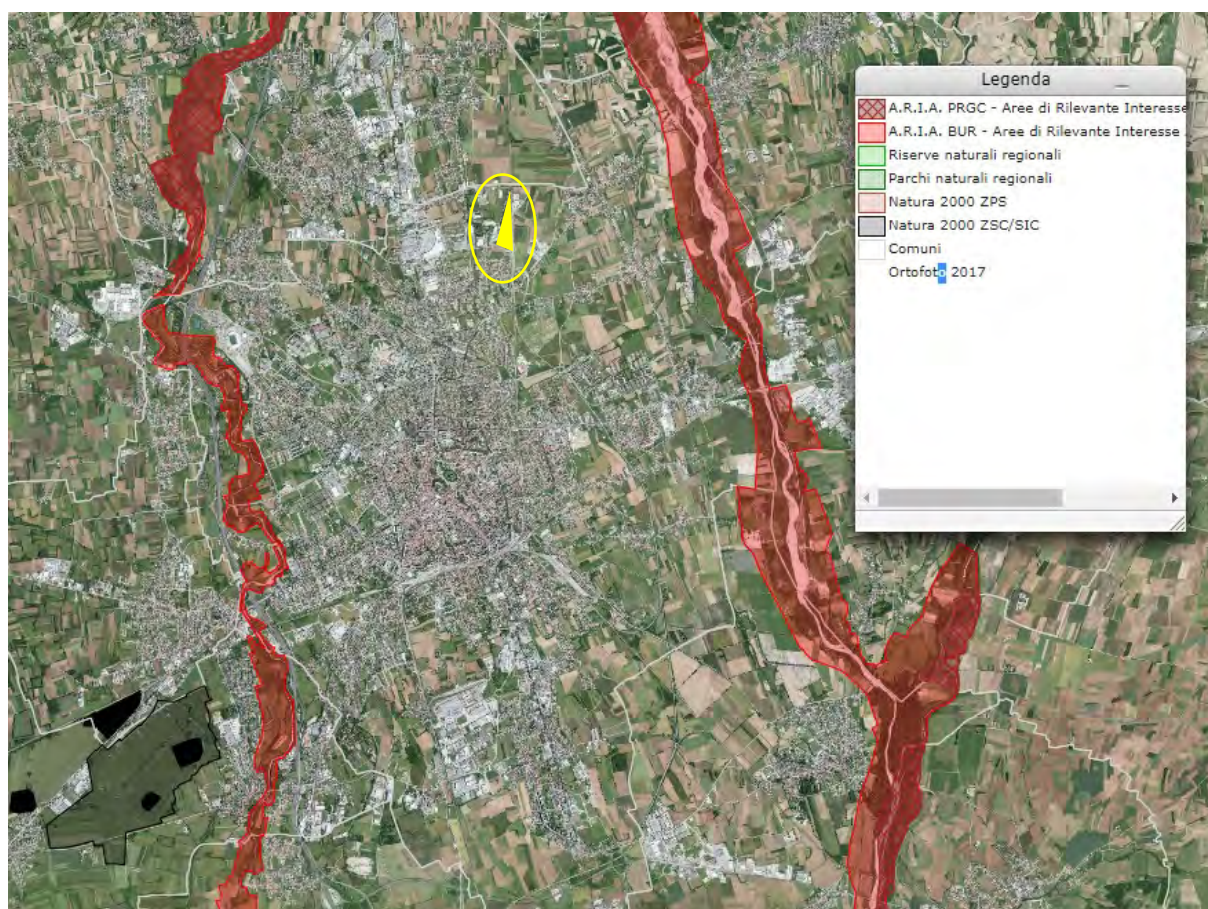 Legenda
A.R.I.A. PRGC - Aree di Rilevante Interesse
A.R.I.A. BUR - Aree di Rilevante Interesse
Riserve naturali regionali
Parchi naturali regionali
Natura 2000 ZPS
Natura 2000 ZSC/SIC
Comuni
Ortofoto 2017